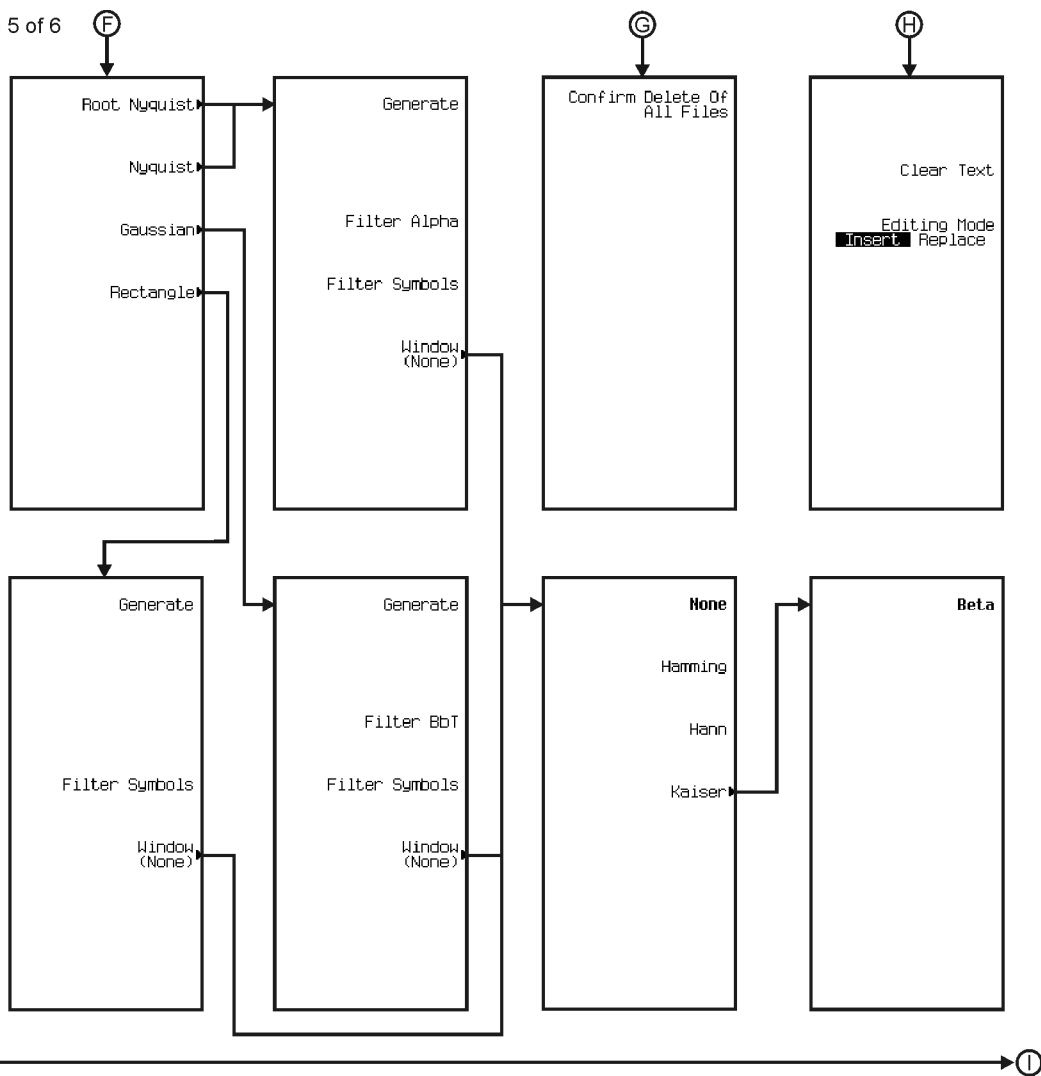 5 of 6
F
G
H
Root Nyquist
Nyquist
Gaussian
Rectangle
Generate
Filter Alpha
Filter Symbols
Window
(None)
Confirm Delete Of
All Files
Clear Text
Editing Mode
Insert Replace
Generate
Filter Symbols
Window
(None)
Generate
Filter BbT
Filter Symbols
Window
(None)
None
Hamming
Hann
Kaiser
Beta
I